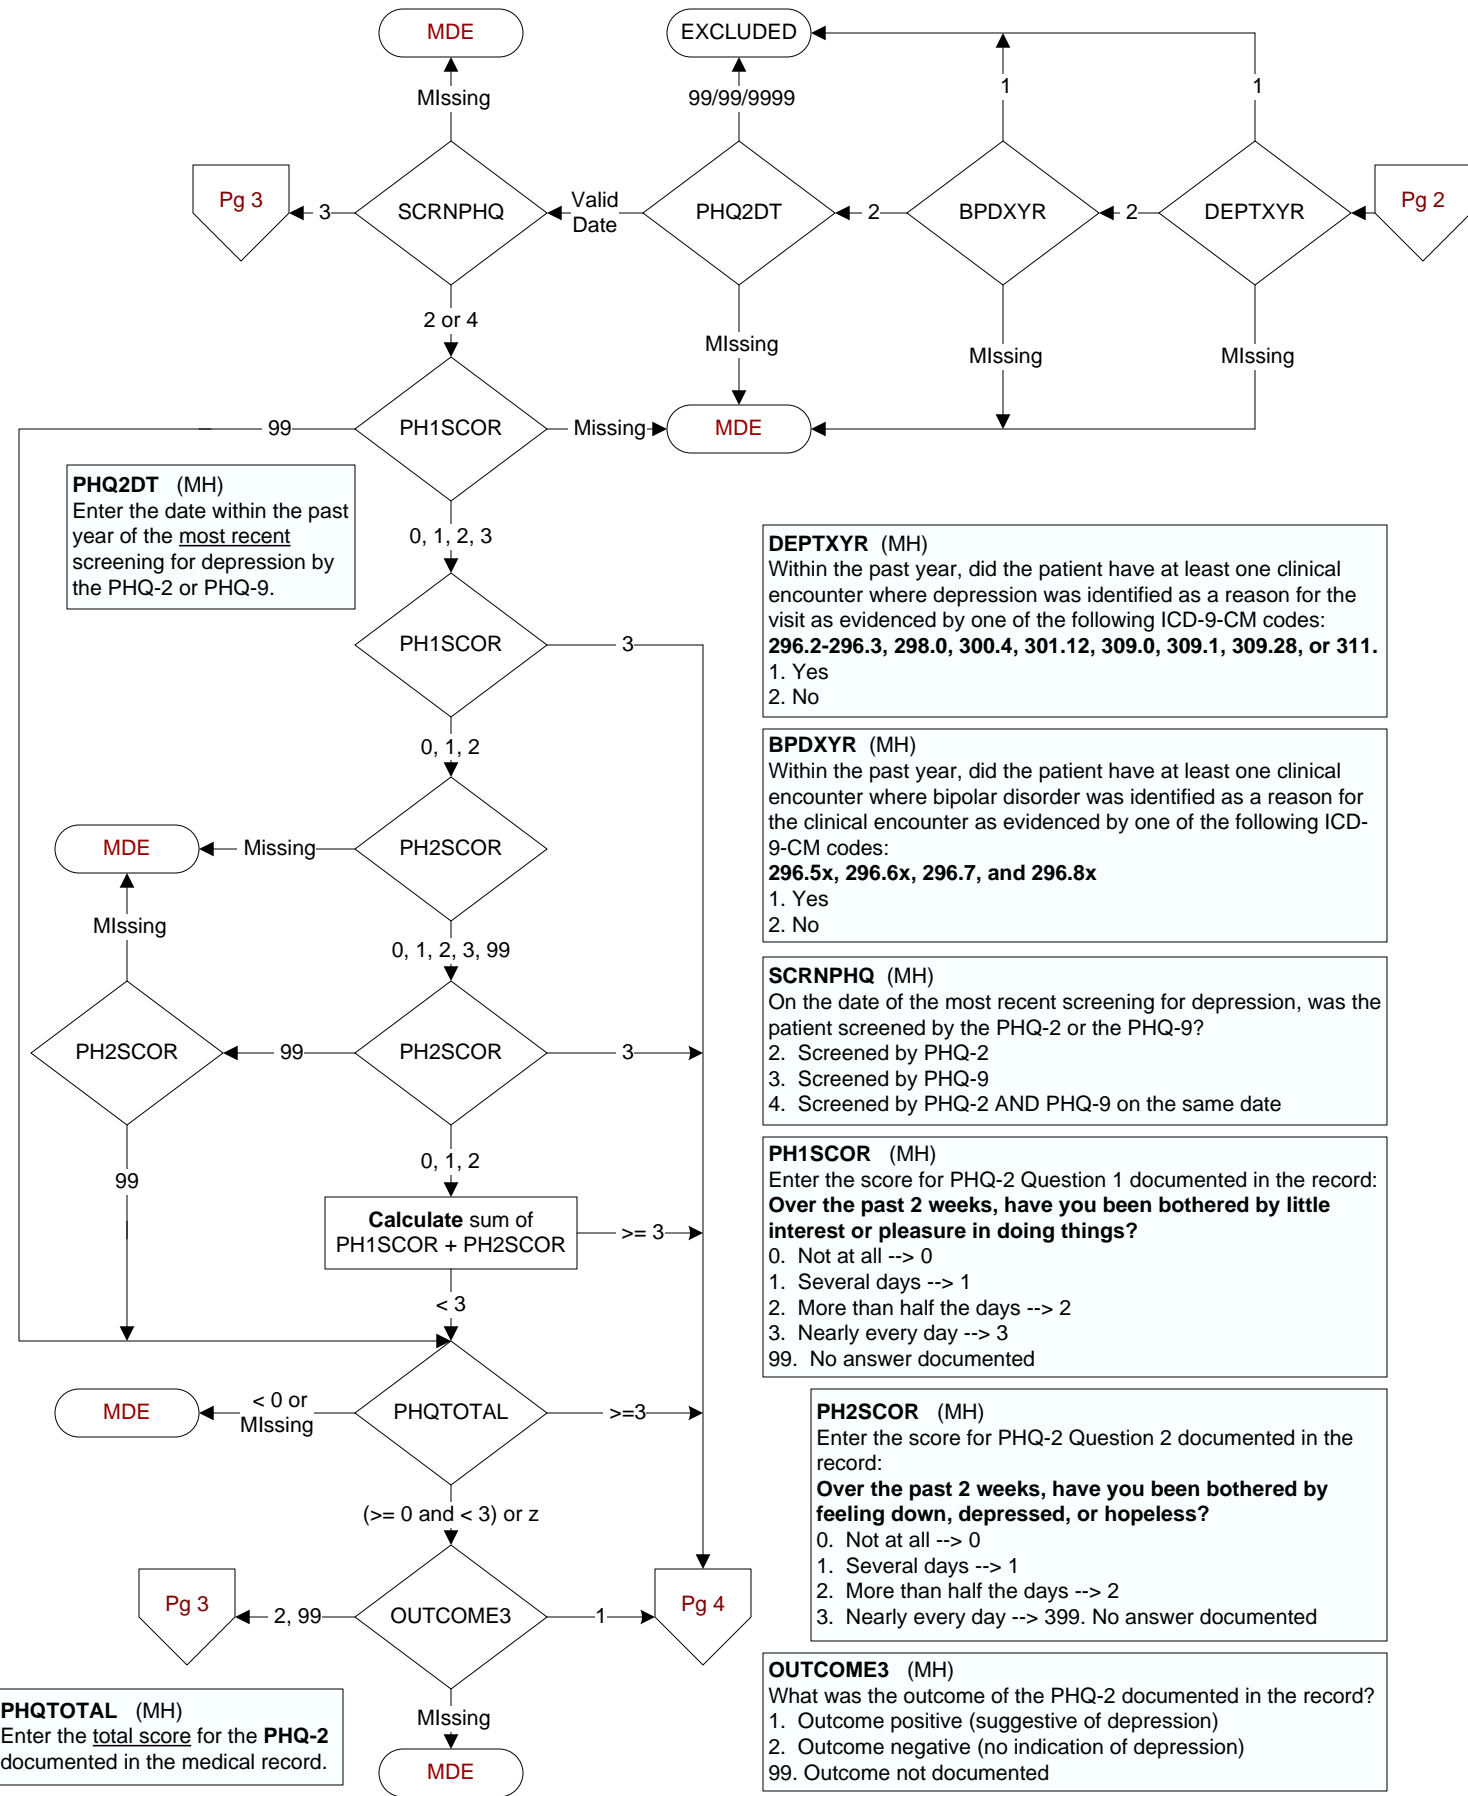 MDE
EXCLUDED
MIssing
99/99/9999
1
1
Pg 3
3
SCRNPHQ
Valid
Date
PHQ2DT
2
BPDXYR
2
DEPTXYR
Pg 2
2 or 4
MIssing
MIssing
MIssing
99
PH1SCOR
Missing
MDE
PHQ2DT (MH)
Enter the date within the past
year of the most recent
screening for depression by
the PHQ-2 or PHQ-9.
0, 1, 2, 3
PH1SCOR
3
0, 1, 2
MDE
Missing
PH2SCOR
MIssing
0, 1, 2, 3, 99
PH2SCOR
99
PH2SCOR
3
99
0, 1, 2
Calculate sum of
PH1SCOR + PH2SCOR
>= 3
< 3
MDE
< 0 or
MIssing
PHQTOTAL
>=3
(>= 0 and < 3) or z
Pg 3
2, 99
OUTCOME3
1
Pg 4
MIssing
MDE
PHQTOTAL (MH)
Enter the total score for the PHQ-2
documented in the medical record.
DEPTXYR (MH)
Within the past year, did the patient have at least one clinical
encounter where depression was identified as a reason for the
visit as evidenced by one of the following ICD-9-CM codes:
296.2-296.3, 298.0, 300.4, 301.12, 309.0, 309.1, 309.28, or 311.
1. Yes
2. No
BPDXYR (MH)
Within the past year, did the patient have at least one clinical
encounter where bipolar disorder was identified as a reason for
the clinical encounter as evidenced by one of the following ICD-
9-CM codes:
296.5x, 296.6x, 296.7, and 296.8x
1. Yes
2. No
SCRNPHQ (MH)
On the date of the most recent screening for depression, was the
patient screened by the PHQ-2 or the PHQ-9?
2. Screened by PHQ-2
3. Screened by PHQ-9
4. Screened by PHQ-2 AND PHQ-9 on the same date
PH1SCOR (MH)
Enter the score for PHQ-2 Question 1 documented in the record:
Over the past 2 weeks, have you been bothered by little
interest or pleasure in doing things?
0. Not at all --> 0
1. Several days --> 1
2. More than half the days --> 2
3. Nearly every day --> 3
99. No answer documented
PH2SCOR (MH)
Enter the score for PHQ-2 Question 2 documented in the
record:
Over the past 2 weeks, have you been bothered by
feeling down, depressed, or hopeless?
0. Not at all --> 0
1. Several days --> 1
2. More than half the days --> 2
3. Nearly every day --> 399. No answer documented
OUTCOME3 (MH)
What was the outcome of the PHQ-2 documented in the record?
1. Outcome positive (suggestive of depression)
2. Outcome negative (no indication of depression)
99. Outcome not documented